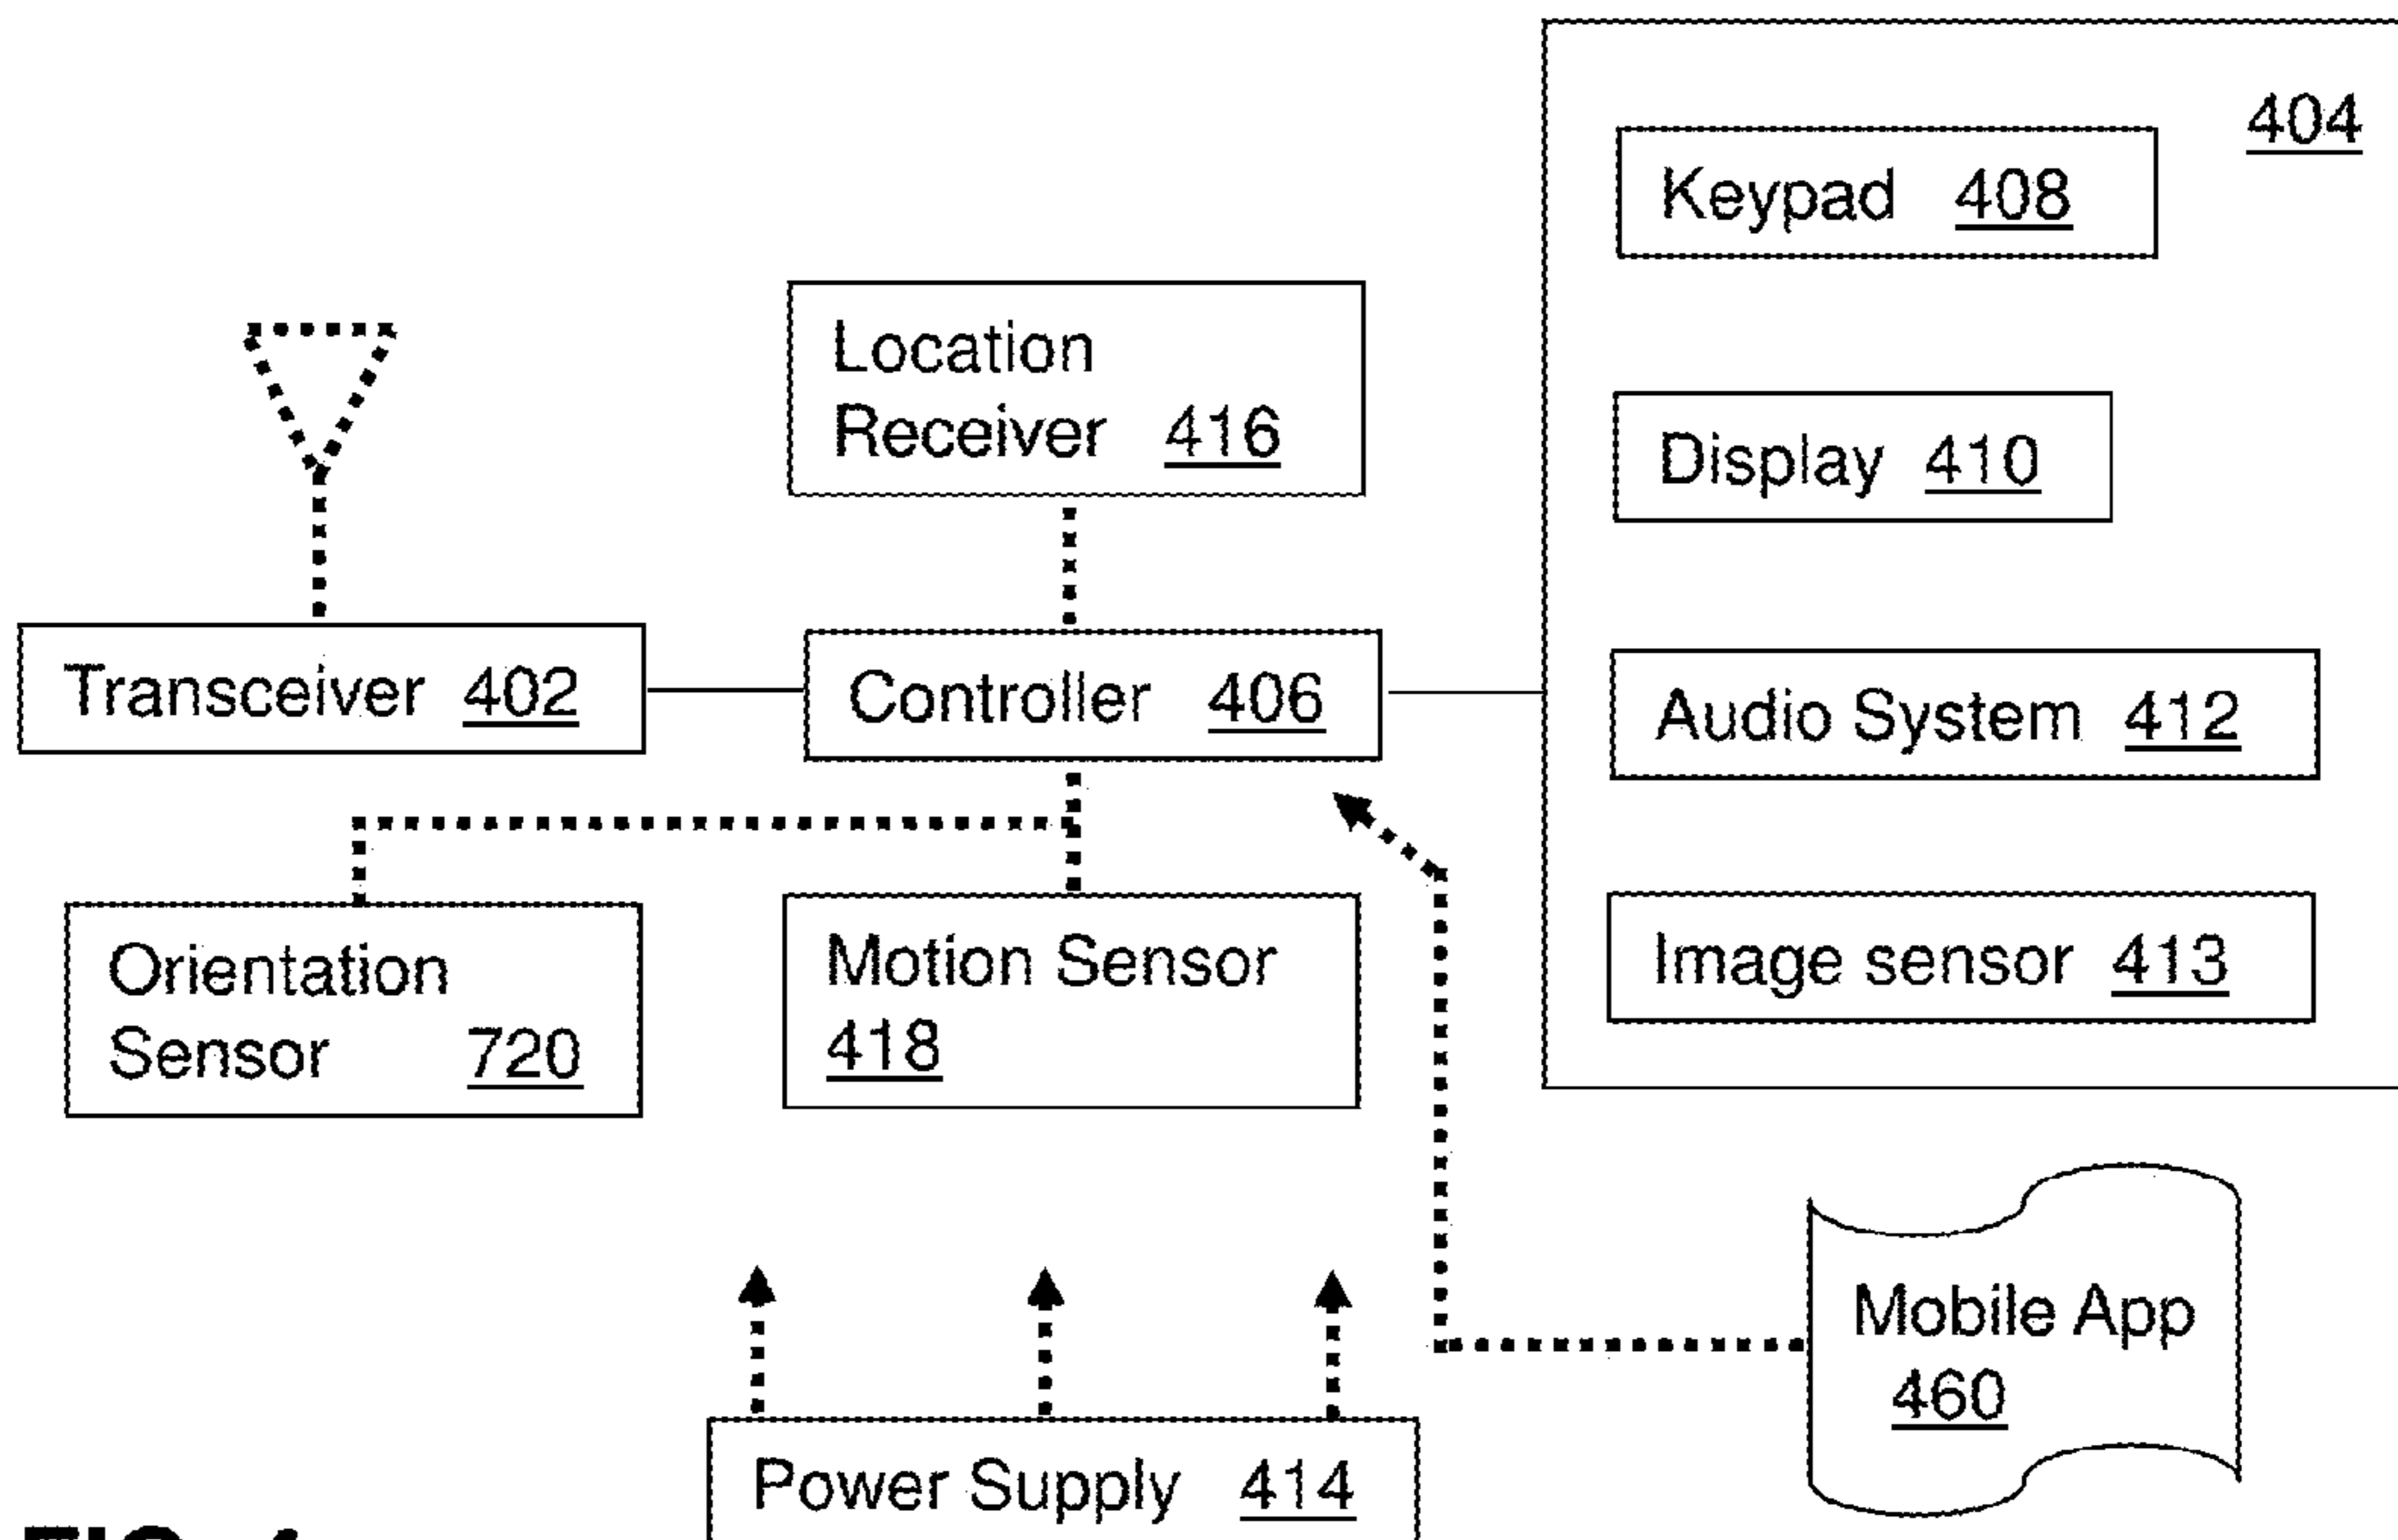 404
Keypad 408
Location
Receiver 416
Display 410
Transceiver 402
Controller 406
Audio System 412
Orientation
Sensor 720
Motion Sensor
418
Image sensor 413
Mobile App
460
Power Supply 414